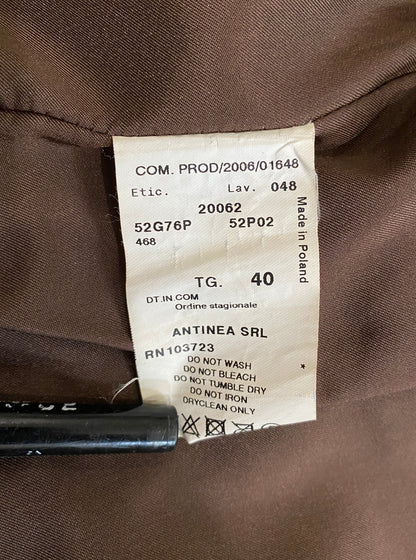 COM. PROD/2006/01648
Etic. Lav. 048
20062
52G76P 52P02
468
Made in Poland
TG. 40
DT.IN.COM
Ordine stagionale
ANTINEA SRL
RN103723
DO NOT WASH
DO NOT BLEACH
DO NOT TUMBLE DRY
DO NOT IRON
DRYCLEAN ONLY
*